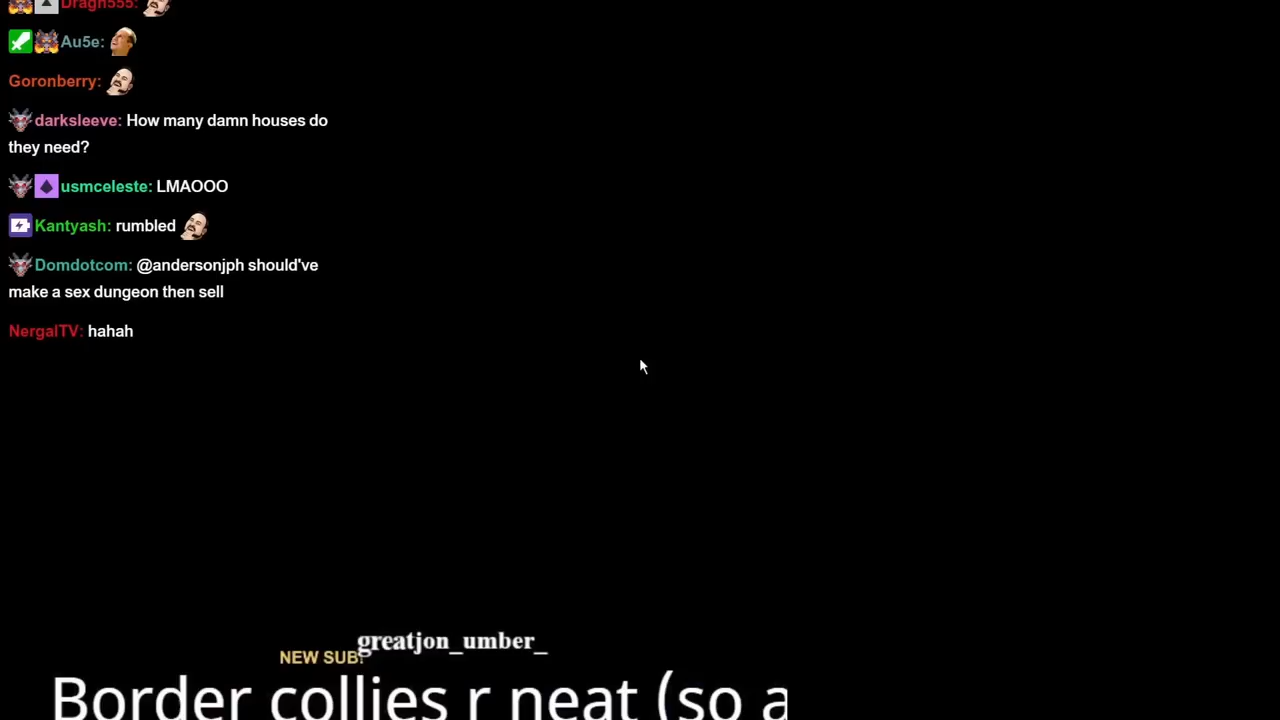 Dragh555:
Au5e:
Goronberry:
darksleeve: How many damn houses do
they need?
usmceleste: LMAOOO
Kantyash: rumbled
Domdotcom: @andersonjph should've
make a sex dungeon then sell
NergalTV: hahah
greatjon_umber_
NEW SUB:
Border collies r neat (so a